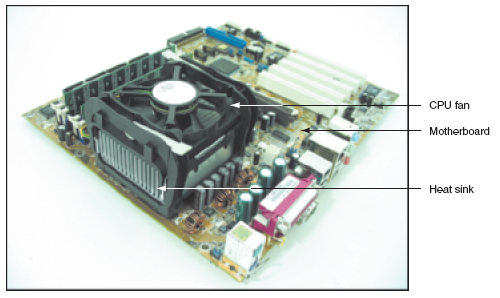 CPU fan
Motherboard
Heat sink